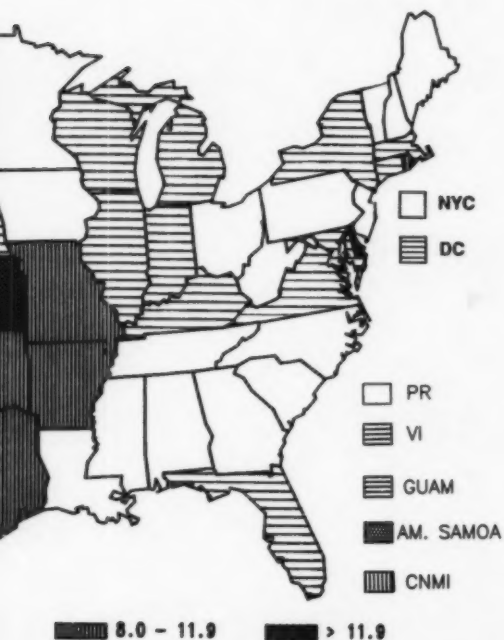 NYC
DC
PR
VI
GUAM
AM. SAMOA
CNMI
8.0 - 11.9
> 11.9